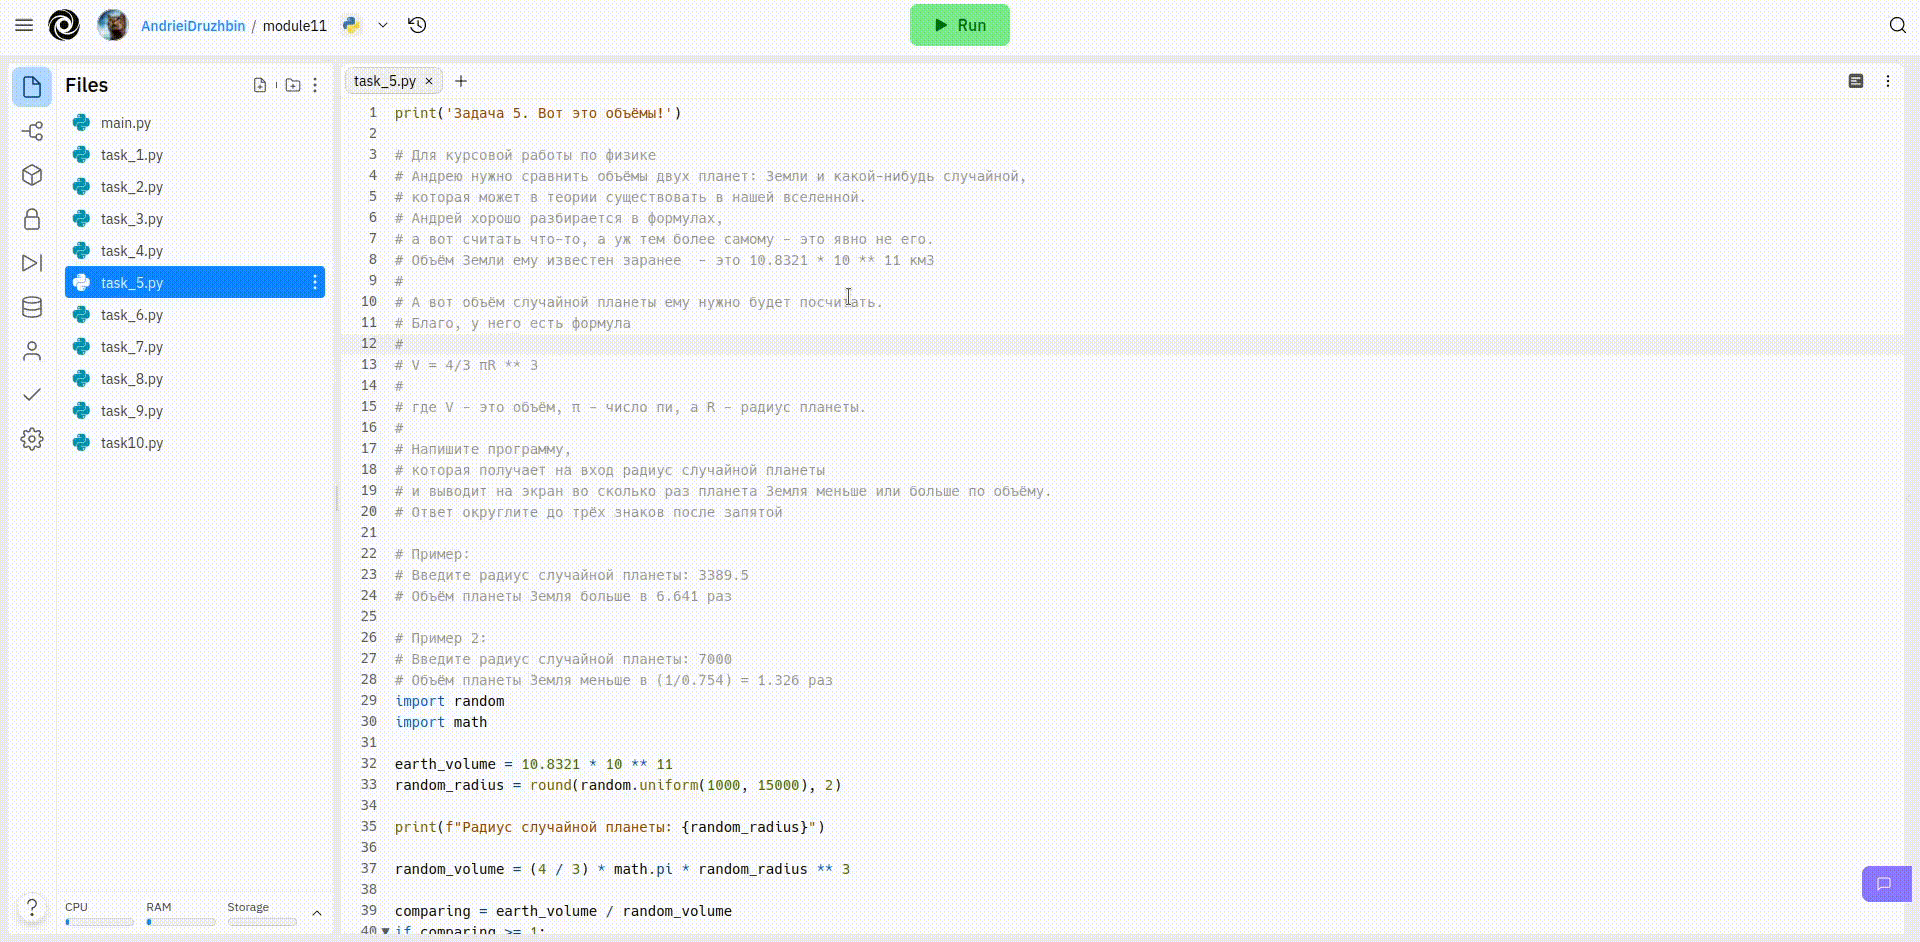 AndrieiDruzhbin / module11
Run
Files
main.py
task_1.py
task_2.py
task_3.py
task_4.py
task_5.py
task_6.py
task_7.py
task_8.py
task_9.py
task10.py
CPU
RAM
Storage
?
task_5.py × +
1 print('Задача 5. Вот это объёмы!')
2
3 # Для курсовой работы по физике
4 # Андрею нужно сравнить объёмы двух планет: Земли и какой-нибудь случайной,
5 # которая может в теории существовать в нашей вселенной.
6 # Андрей хорошо разбирается в формулах,
7 # а вот считать что-то, а уж тем более самому - это явно не его.
8 # Объём Земли ему известен заранее  - это 10.8321 * 10 ** 11 км3
9 #
10 # А вот объём случайной планеты ему нужно будет посчитать.
11 # Благо, у него есть формула
12 #
13 # V = 4/3 πR ** 3
14 #
15 # где V - это объём, π - число пи, а R - радиус планеты.
16 #
17 # Напишите программу,
18 # которая получает на вход радиус случайной планеты
19 # и выводит на экран во сколько раз планета Земля меньше или больше по объёму.
20 # Ответ округлите до трёх знаков после запятой
21
22 # Пример:
23 # Введите радиус случайной планеты: 3389.5
24 # Объём планеты Земля больше в 6.641 раз
25
26 # Пример 2:
27 # Введите радиус случайной планеты: 7000
28 # Объём планеты Земля меньше в (1/0.754) = 1.326 раз
29 import random
30 import math
31
32 earth_volume = 10.8321 * 10 ** 11
33 random_radius = round(random.uniform(1000, 15000), 2)
34
35 print(f"Радиус случайной планеты: {random_radius}")
36
37 random_volume = (4 / 3) * math.pi * random_radius ** 3
38
39 comparing = earth_volume / random_volume
40 if comparing >= 1: